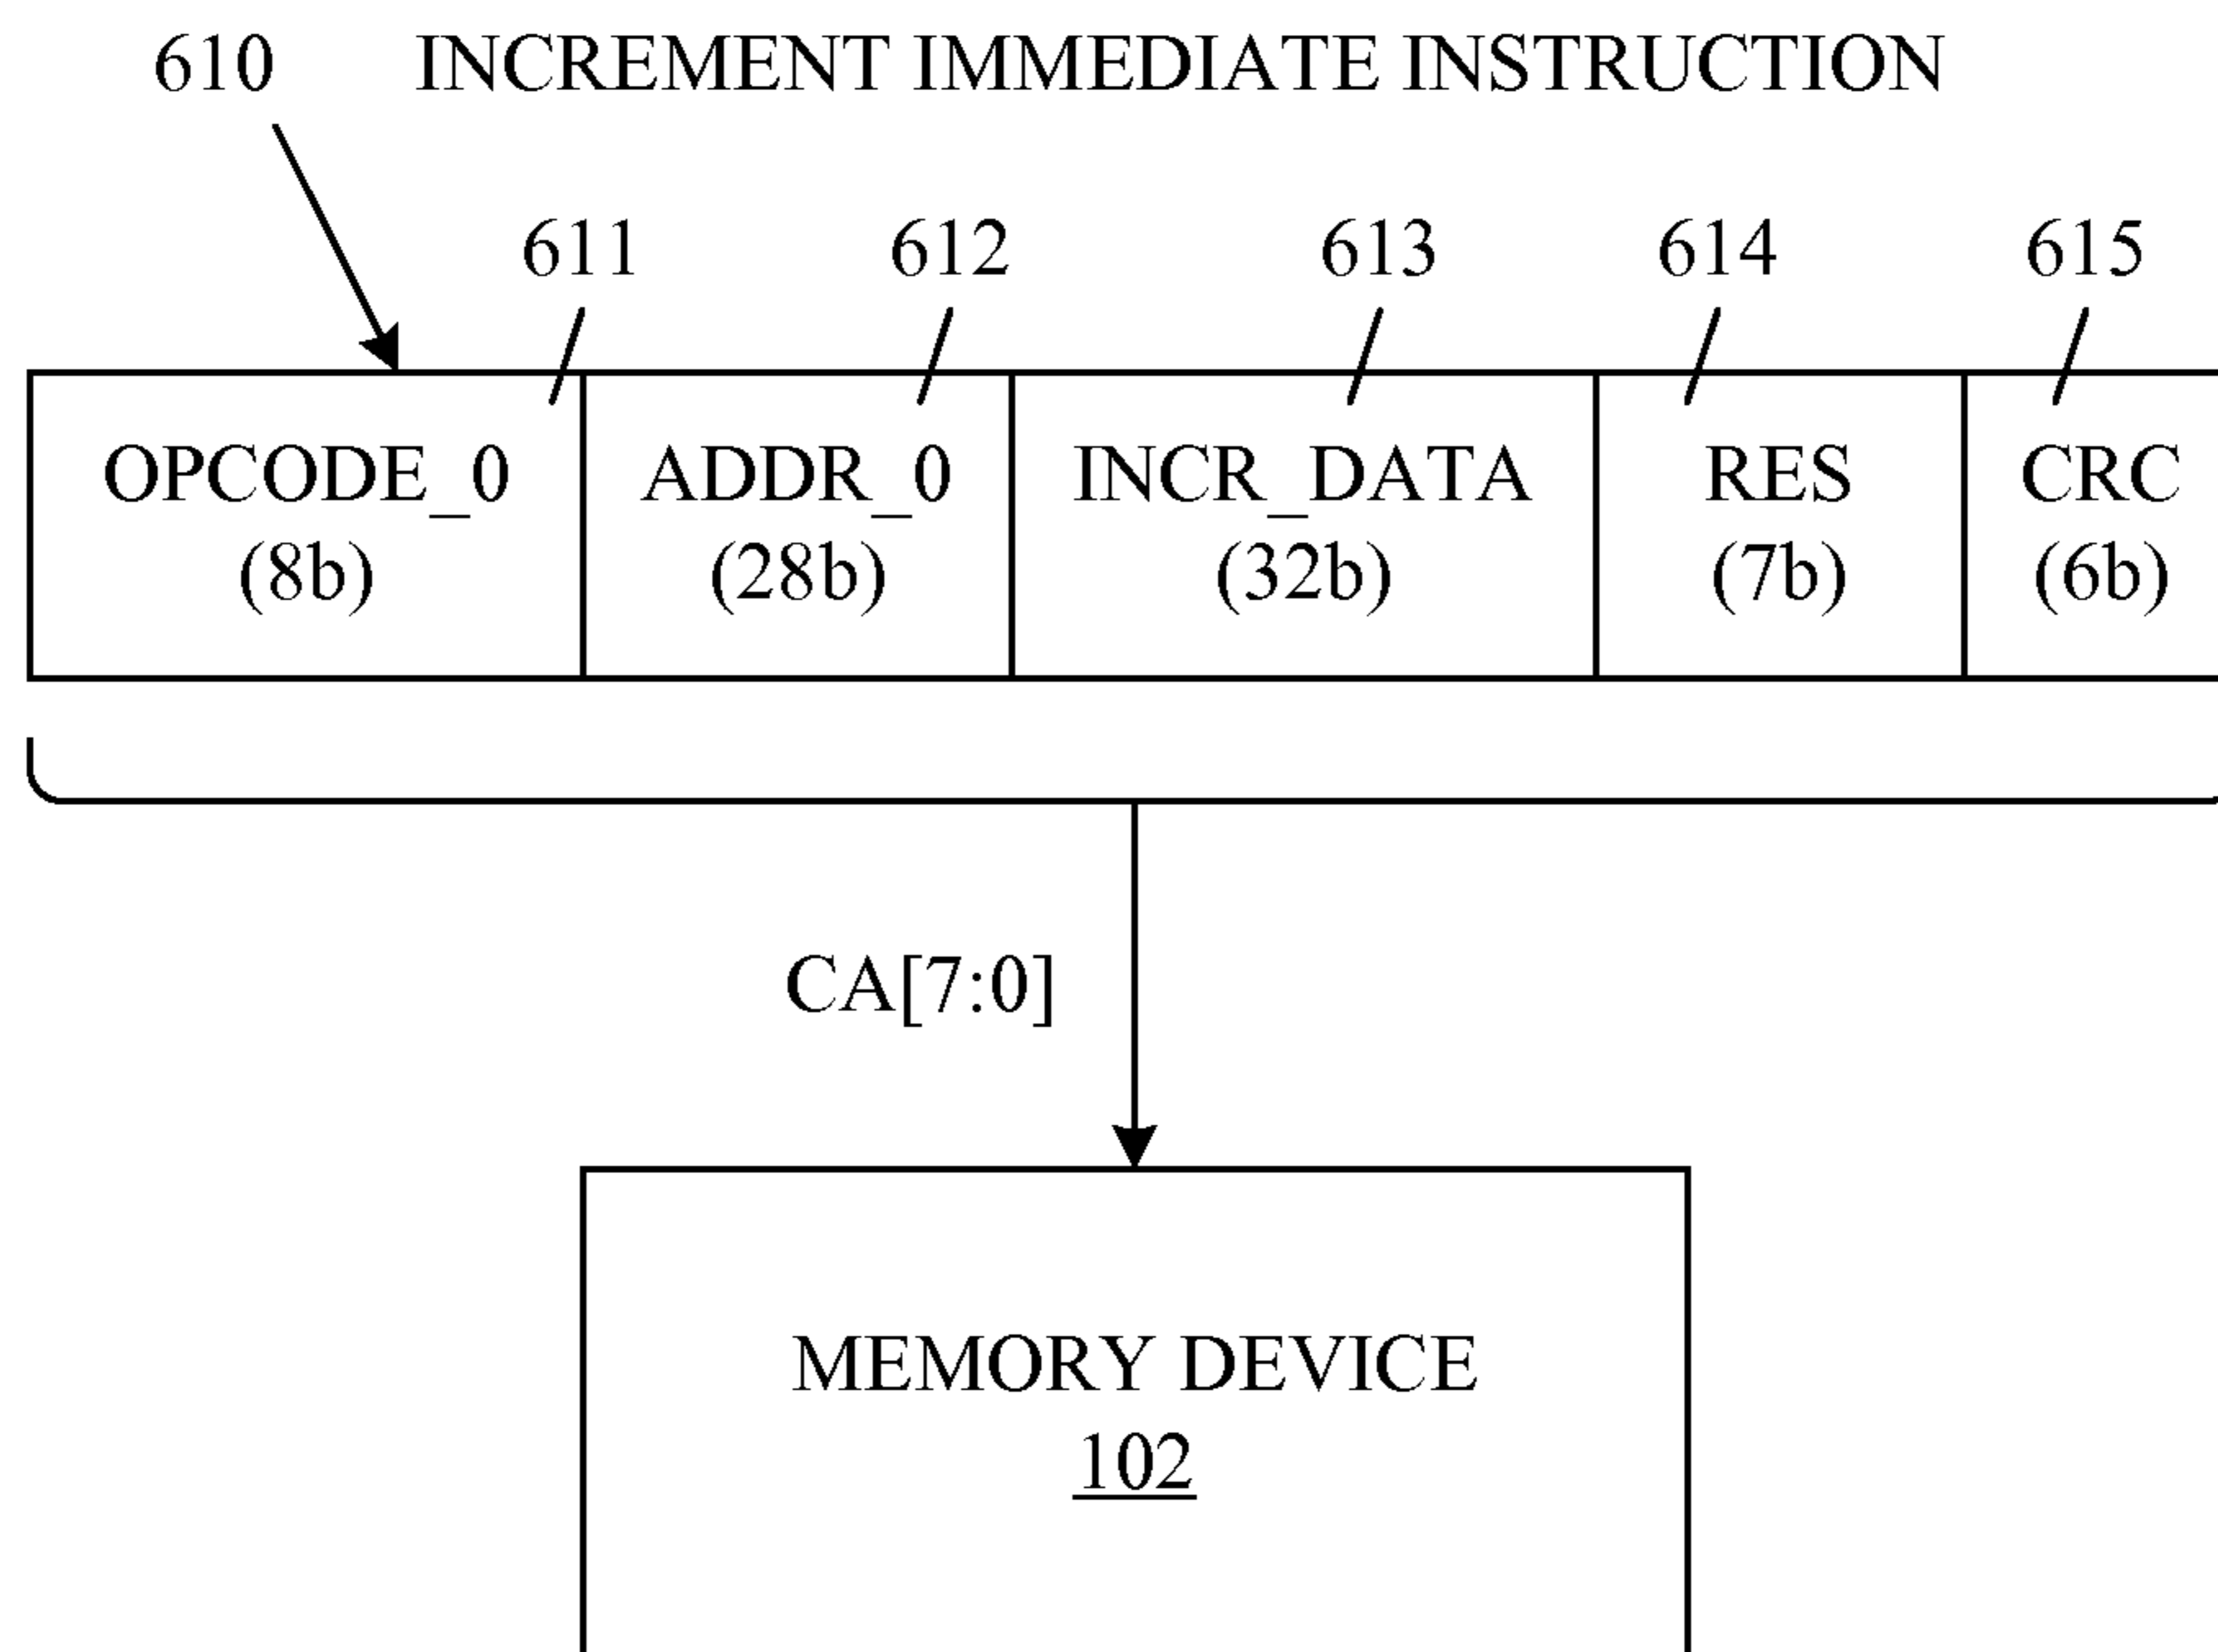 610 INCREMENT IMMEDIATE INSTRUCTION
611 612 613 614 615
OPCODE_0 ADDR_0 INCR_DATA RES CRC
(8b) (28b) (32b) (7b) (6b)
CA[7:0]
MEMORY DEVICE
102